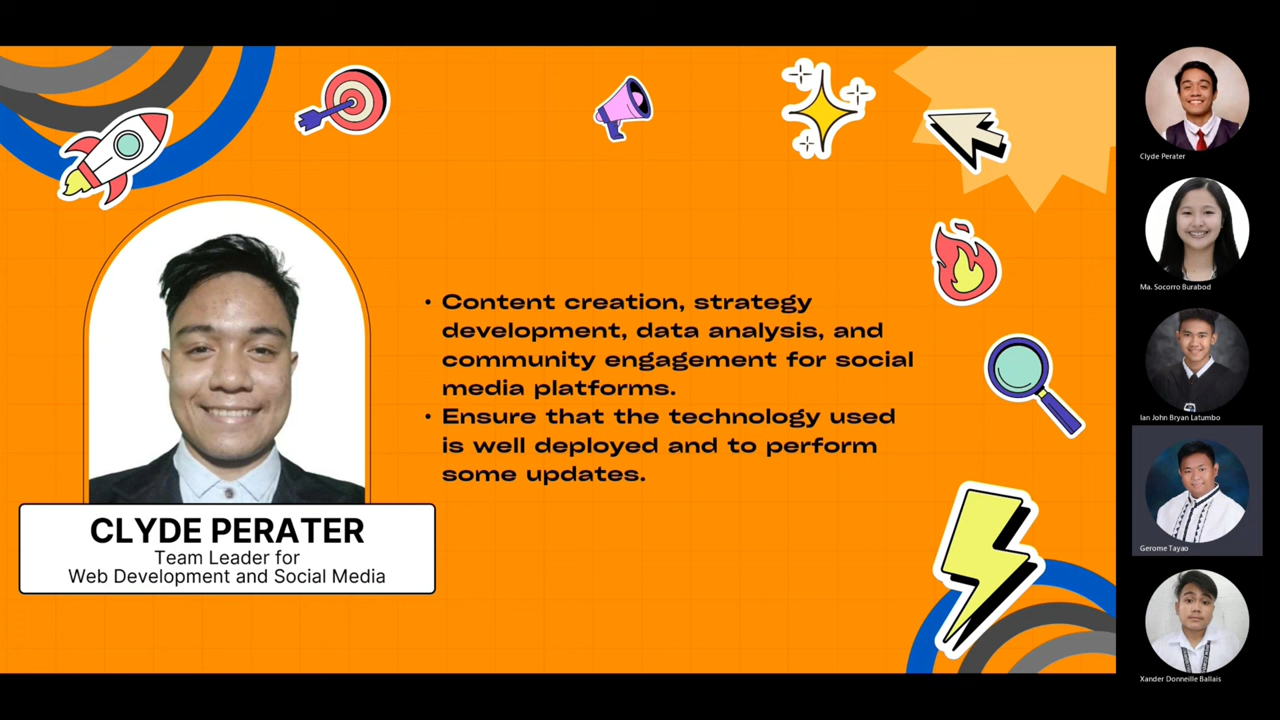 • Content creation, strategy
development, data analysis, and
community engagement for social
media platforms.
• Ensure that the technology used
is well deployed and to perform
some updates.
CLYDE PERATER
Team Leader for
Web Development and Social Media
Clyde Perater
Ma. Socorro Burabod
Ian John Bryan Latumbo
Gerome Tayao
Xander Donneille Ballais